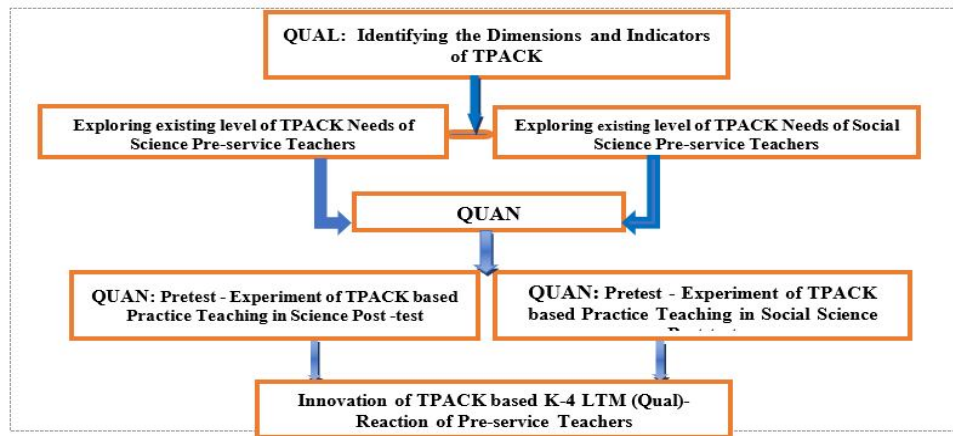 QUAL: Identifying the Dimensions and Indicators
of TPACK
Exploring existing level of TPACK Needs of
Science Pre-service Teachers
Exploring existing level of TPACK Needs of Social
Science Pre-service Teachers
QUAN
QUAN: Pretest - Experiment of TPACK based
Practice Teaching in Science Post -test
QUAN: Pretest - Experiment of TPACK
based Practice Teaching in Social Science
Innovation of TPACK based K-4 LTM (Qual)-
Reaction of Pre-service Teachers